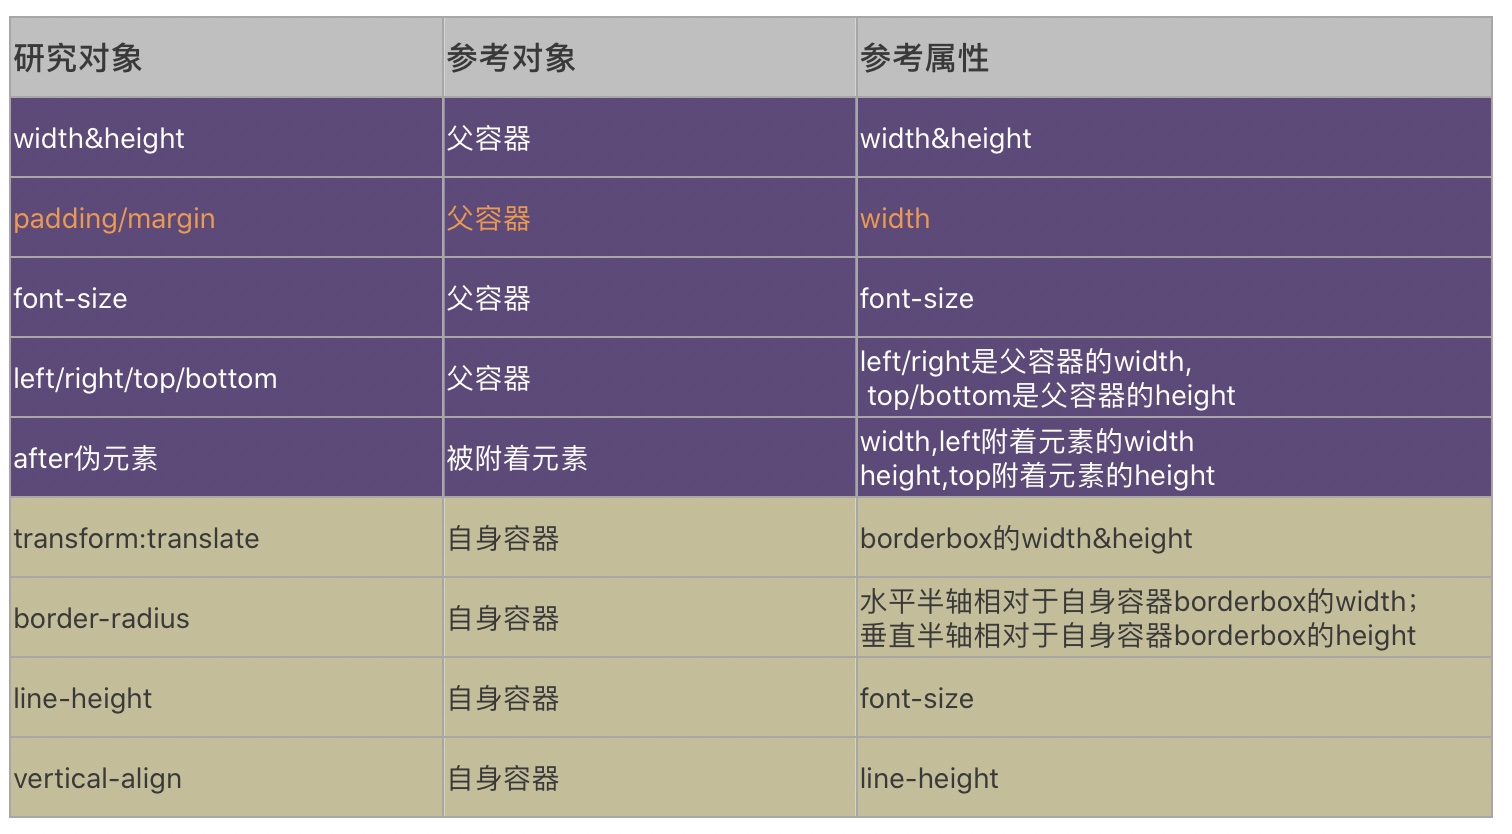 研究对象 参考对象 参考属性
width&height 父容器 width&height
padding/margin 父容器 width
font-size 父容器 font-size
left/right/top/bottom 父容器 left/right是父容器的width,
top/bottom是父容器的height
after伪元素 被附着元素 width,left附着元素的width
height,top附着元素的height
transform:translate 自身容器 borderbox的width&height
border-radius 自身容器 水平半轴相对于自身容器borderbox的width；
垂直半轴相对于自身容器borderbox的height
line-height 自身容器 font-size
vertical-align 自身容器 line-height